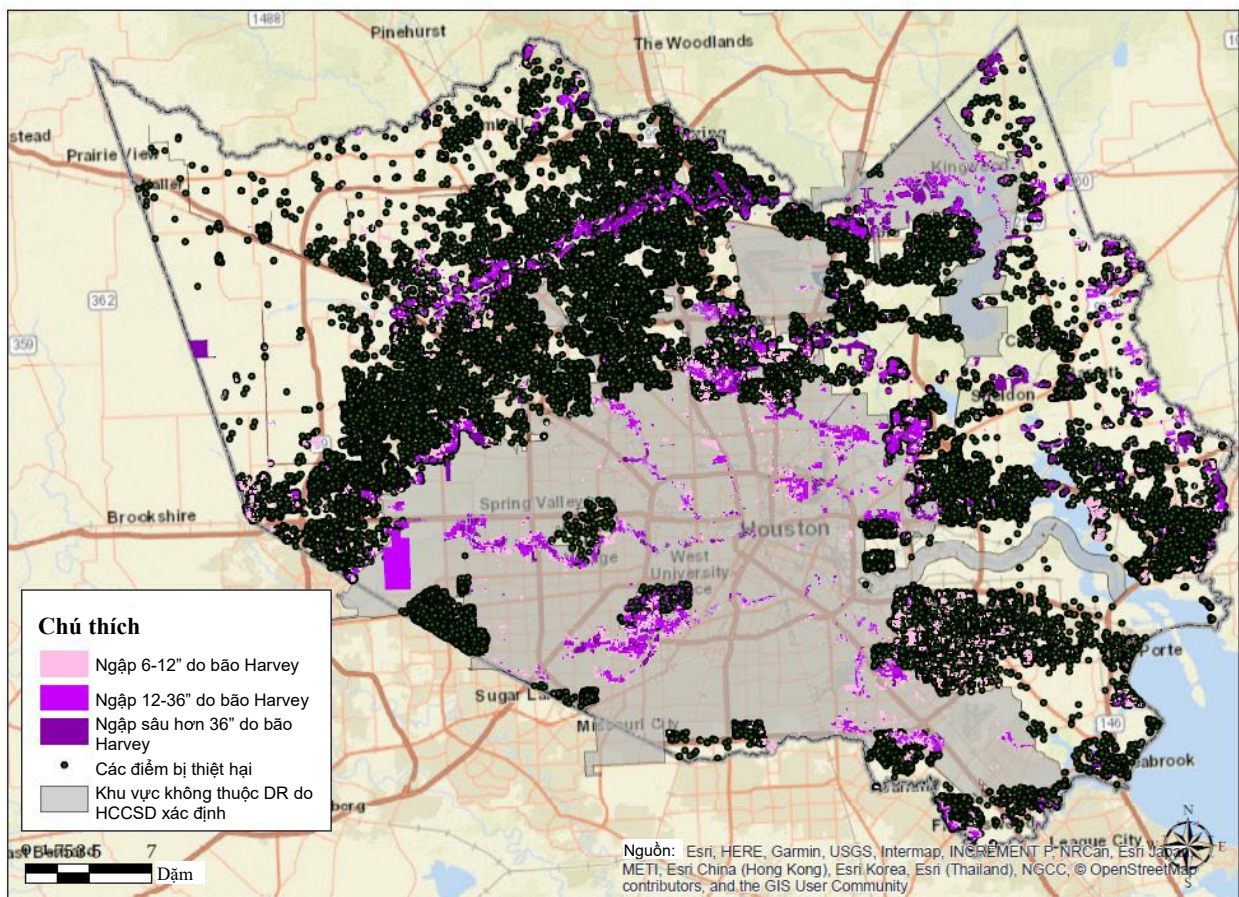 1488
Pinehurst
The Woodlands
Prairie View
362
359
Kingwood
Sheldon
Brookshire
Spring Valley
Houston
West
University
Sugar
Missouri City
Porte
146
League City
Chú thích
Ngập 6-12” do bão Harvey
Ngập 12-36” do bão Harvey
Ngập sâu hơn 36” do bão
Harvey
Các điểm bị thiệt hại
Khu vực không thuộc DR do
HCCSD xác định
7
Dặm
N
E
S
Nguồn: Esri, HERE, Garmin, USGS, Intermap, INCREMENT P, NRCan, Esri Japan,
METI, Esri China (Hong Kong), Esri Korea, Esri (Thailand), NGCC, © OpenStreetMap
contributors, and the GIS User Community